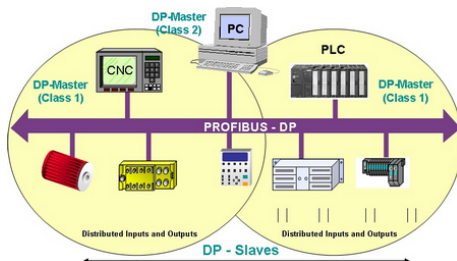 DP-Master
(Class 2)
PC
CNC
PLC
DP-Master
(Class 1)
DP-Master
(Class 1)
PROFIBUS - DP
Distributed Inputs and Outputs
Distributed Inputs and Outputs
DP - Slaves